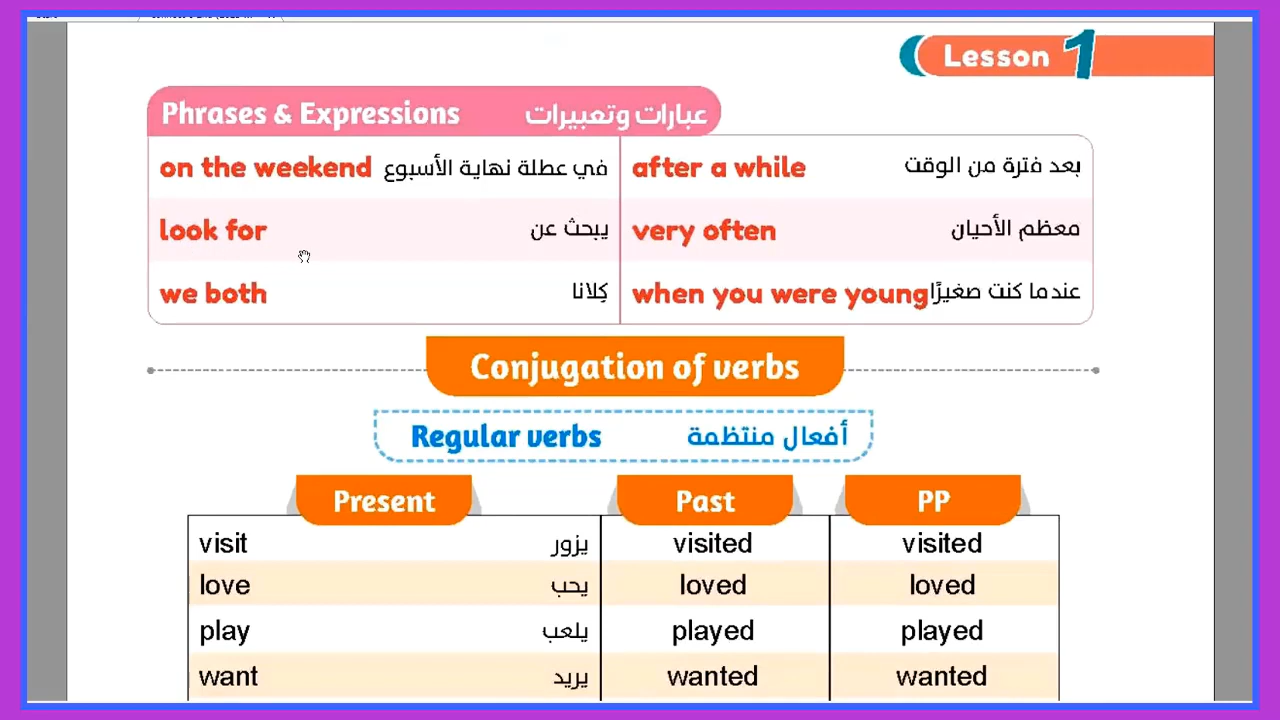 Lesson 1
Phrases & Expressions عبارات وتعبيرات
on the weekend في عطلة نهاية الأسبوع after a while بعد فترة من الوقت
look for يبحث عن very often معظم الأحيان
we both كِلانا when you were young عندما كنت صغيرًا
Conjugation of verbs
Regular verbs أفعال منتظمة
Present Past PP
visit يزور visited visited
love يحب loved loved
play يلعب played played
want يريد wanted wanted